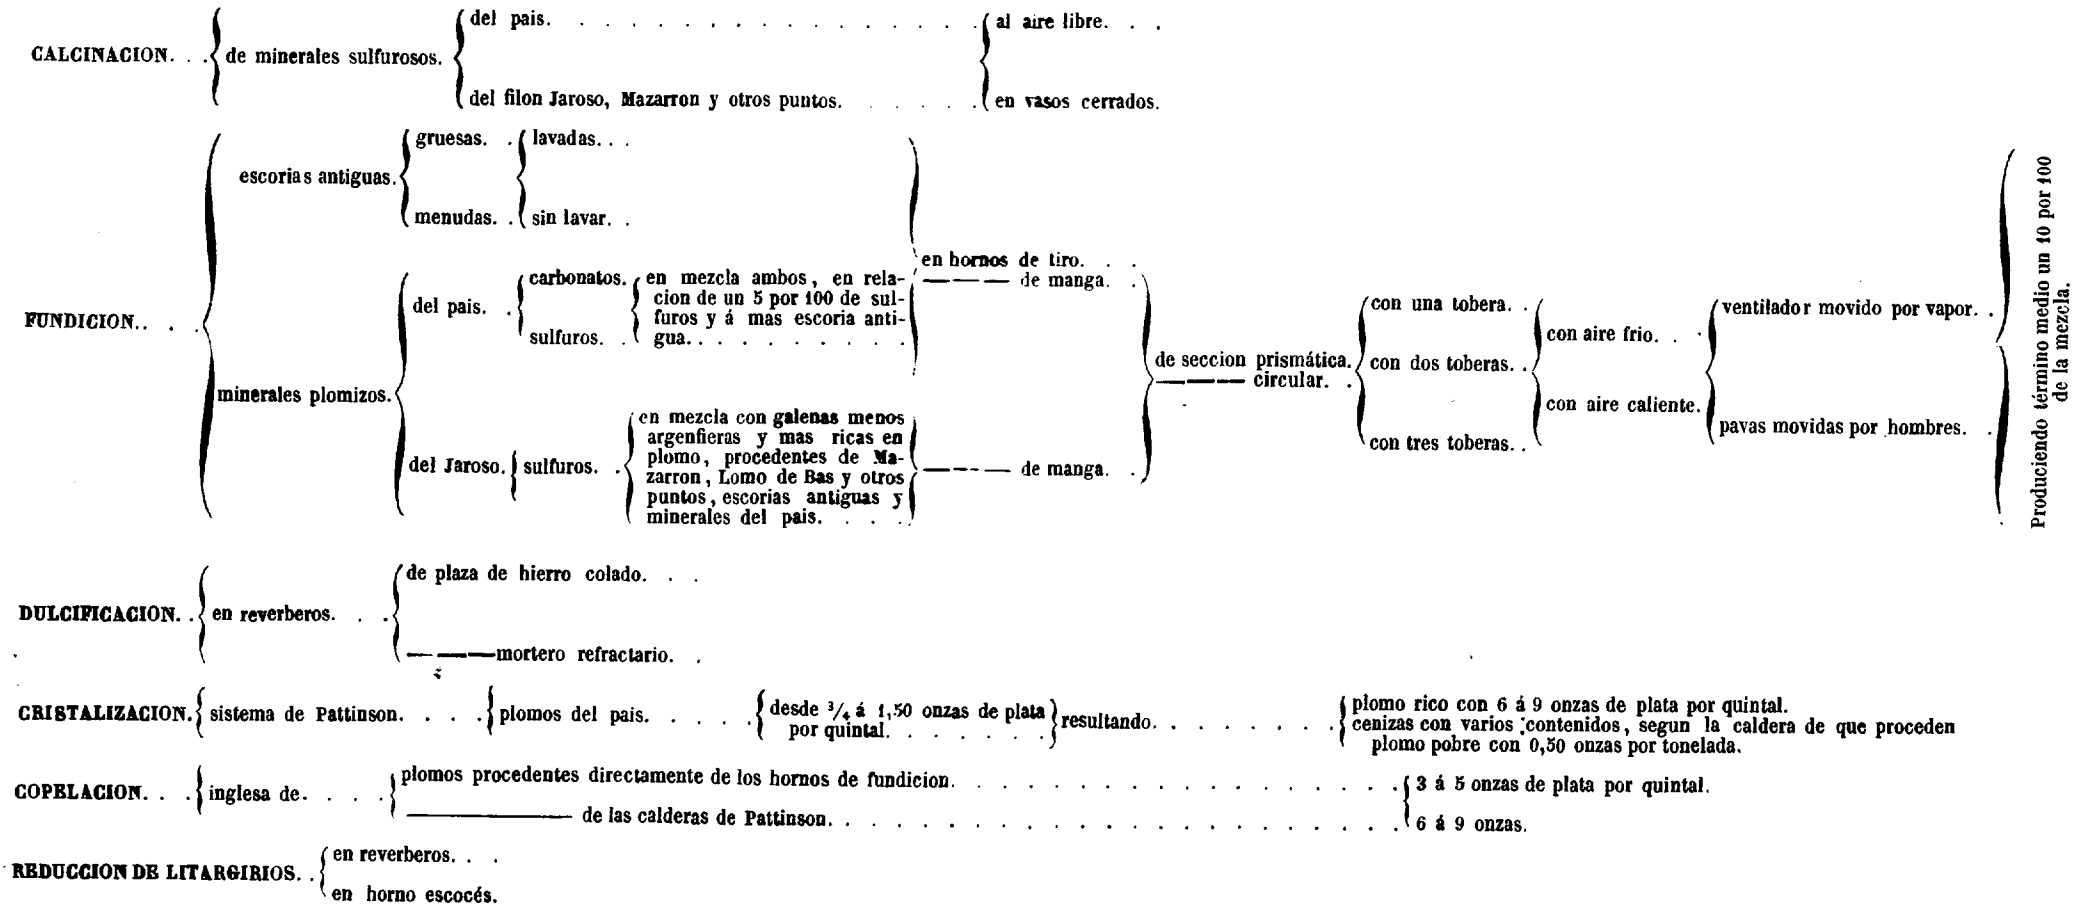 CALCINACION. . . de minerales sulfurosos. del pais. . . . . . . . . . . . . . . . . al aire libre. . .
del filon Jaroso, Mazarron y otros puntos. . . . . . en vasos cerrados.
FUNDICION.. . .
escorias antiguas.
gruesas. . lavadas. . .
menudas. . sin lavar. .
minerales plomizos.
del pais. .
carbonatos.
sulfuros. .
en mezcla ambos, en rela-
cion de un 5 por 100 de sul-
furos y á mas escoria anti-
gua. . . . . . . . . .
del Jaroso. sulfuros. .
en mezcla con galenas menos
argenfieras y mas ricas en
plomo, procedentes de Ma-
zarron, Lomo de Bas y otros
puntos, escorias antiguas y
minerales del pais. . . .
en hornos de tiro. . .
——— de manga. .
——— de manga. .
de seccion prismática.
——— circular. .
con una tobera. .
con dos toberas. .
con tres toberas. .
con aire frio. . .
con aire caliente.
ventilador movido por vapor. .
pavas movidas por hombres. .
Produciendo término medio un 10 por 100
de la mezcla.
DULCIFICACION. . en reverberos. . . de plaza de hierro colado. . .
——— mortero refractario. .
CRISTALIZACION. sistema de Pattinson. . . . plomos del pais. . . . . desde ¾ á 1,50 onzas de plata
por quintal. . . . . . .
resultando. . . . . . . .
plomo rico con 6 á 9 onzas de plata por quintal.
cenizas con varios contenidos, segun la caldera de que proceden
plomo pobre con 0,50 onzas por tonelada.
COPELACION. . . inglesa de. . . . plomos procedentes directamente de los hornos de fundicion. . . . . . . . . . . . . . . . . 3 á 5 onzas de plata por quintal.
——— de las calderas de Pattinson. . . . . . . . . . . . . . . . . . . . . 6 á 9 onzas.
REDUCCION DE LITARGIRIOS. . en reverberos. . .
en horno escocés.